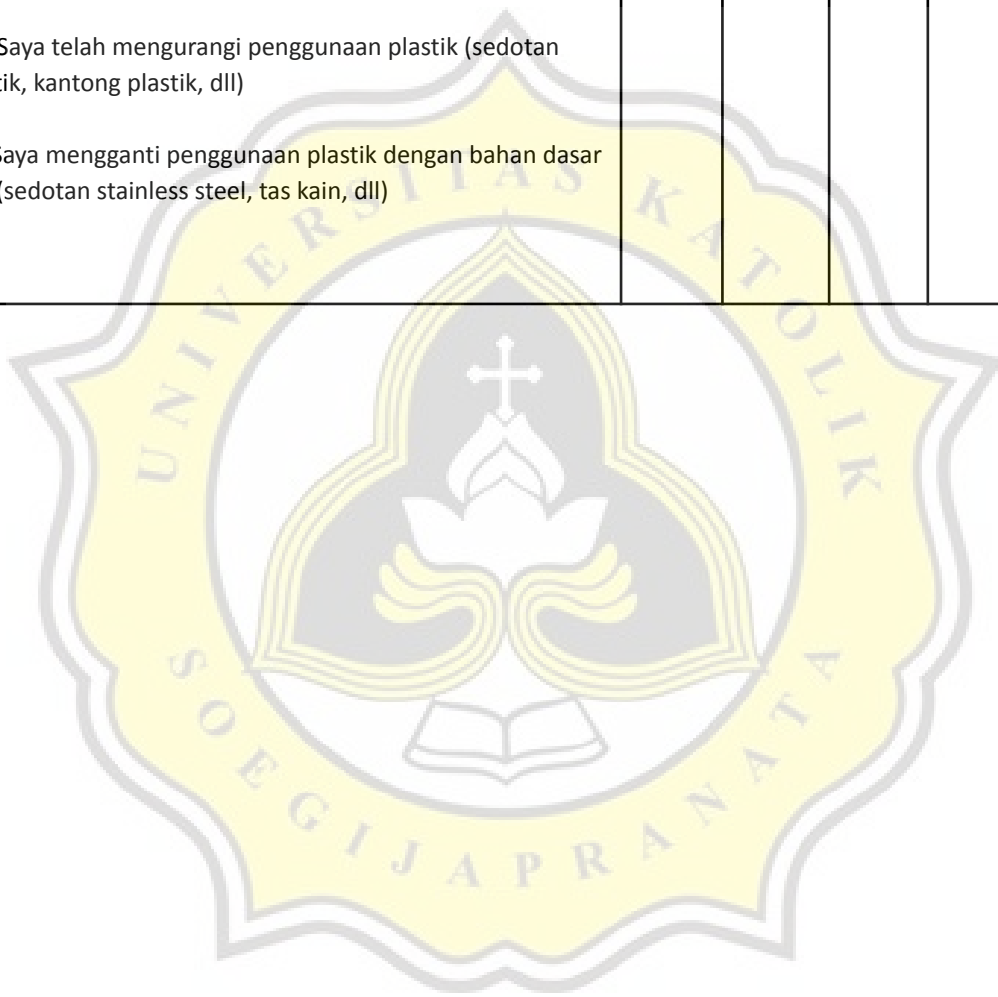 Saya telah mengurangi penggunaan plastik (sedotan
tik, kantong plastik, dll)
Saya mengganti penggunaan plastik dengan bahan dasar
(sedotan stainless steel, tas kain, dll)
UNIVERSITAS KATOLIK
SOEGIJAPRANATA